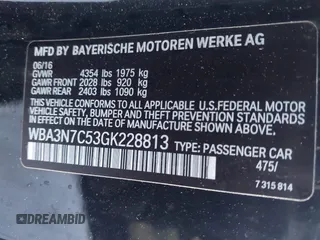 MFD BY BAYERISCHE MOTOREN WERKE AG
06/16
GVWR 4354 lbs 1975 kg
GAWR FRONT 2028 lbs 920 kg
GAWR REAR 2403 lbs 1090 kg
THIS VEHICLE CONFORMS TO ALL APPLICABLE U.S.FEDERAL MOTOR
VEHICLE SAFETY, BUMPER AND THEFT PREVENTION STANDARDS
IN EFFECT ON THE DATE OF MANUFACTURE SHOWN ABOVE.
WBA3N7C53GK228813 TYPE: PASSENGER CAR
475/
7 315 814
DREAMBID